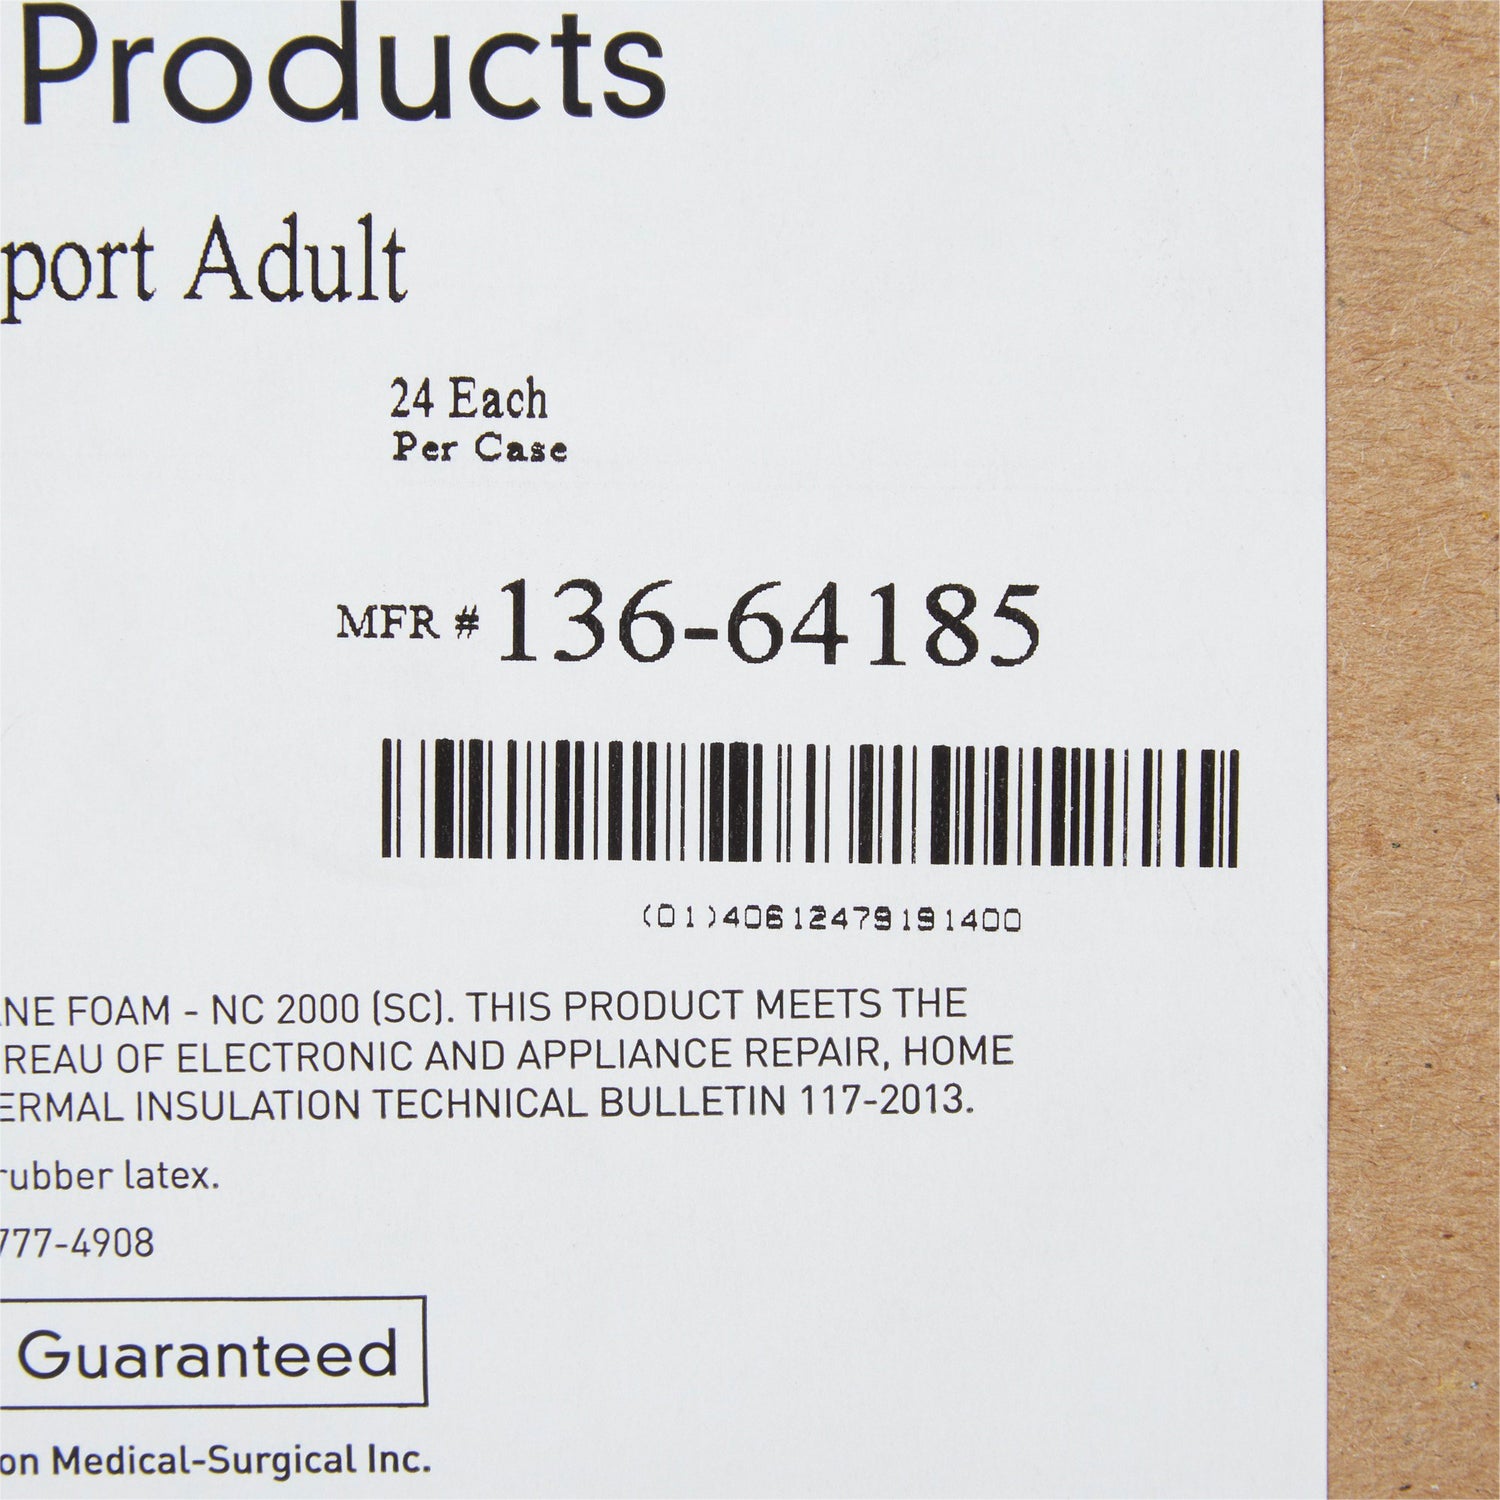 Products
port Adult
24 Each
Per Case
MFR # 136-64185
(01)40612479191400
NE FOAM - NC 2000 (SC). THIS PRODUCT MEETS THE
REAU OF ELECTRONIC AND APPLIANCE REPAIR, HOME
ERMAL INSULATION TECHNICAL BULLETIN 117-2013.
rubber latex.
777-4908
Guaranteed
on Medical-Surgical Inc.